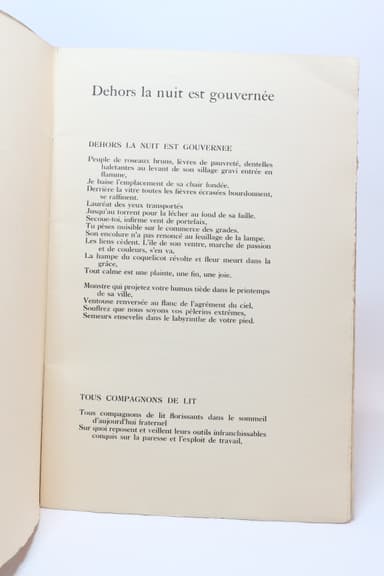 Dehors la nuit est gouvernée
DEHORS LA NUIT EST GOUVERNEE
Peuple de roseaux bruns, lèvres de pauvreté, dentelles
haletantes au levant de son sillage gravi entrée en
flamme,
Je baise l'emplacement de sa chair fondée.
Derrière la vitre toutes les fièvres écrasées bourdonnent,
se raffinent.
Lauréat des yeux transportés
Jusqu'au torrent pour la lécher au fond de sa faille.
Secoue-toi, infirme vent de portefaix,
Tu pèses nuisible sur le commerce des grades.
Son encolure n'a pas renoncé au feuillage de la lampe.
Les liens cèdent. L'île de son ventre, marche de passion
et de couleurs, s'en va,
La hampe du coquelicot révolte et fleur meurt dans la
grâce,
Tout calme est une plainte, une fin, une joie.
Monstre qui projetez votre humus tiède dans le printemps
de sa ville,
Ventouse renversée au flanc de l'agrément du ciel,
Souffrez que nous soyons vos pèlerins extrêmes,
Semeurs ensevelis dans le labyrinthe de votre pied.
TOUS COMPAGNONS DE LIT
Tous compagnons de lit florissants dans le sommeil
d'aujourd'hui fraternel
Sur quoi reposent et veillent leurs outils infranchissables
conquis sur la paresse et l'exploit de travail,